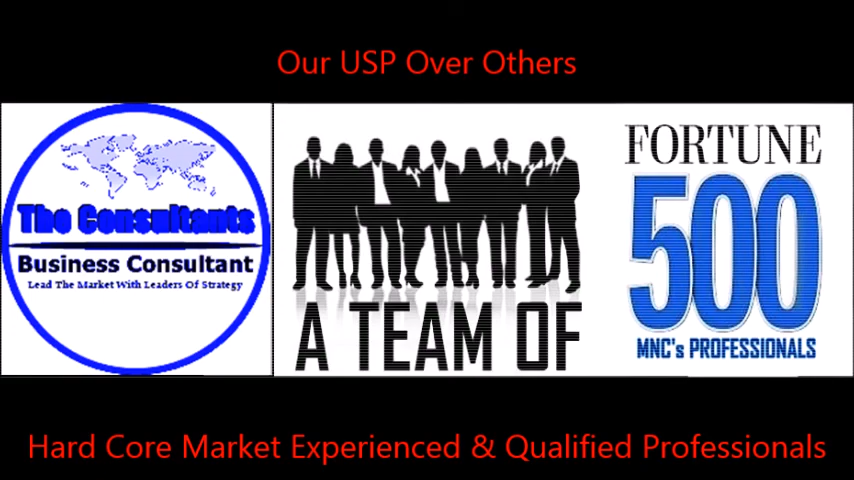 Our USP Over Others
The Consultants
Business Consultant
Lead The Market With Leaders Of Strategy
A TEAM OF
FORTUNE
500
MNC's PROFESSIONALS
Hard Core Market Experienced & Qualified Professionals